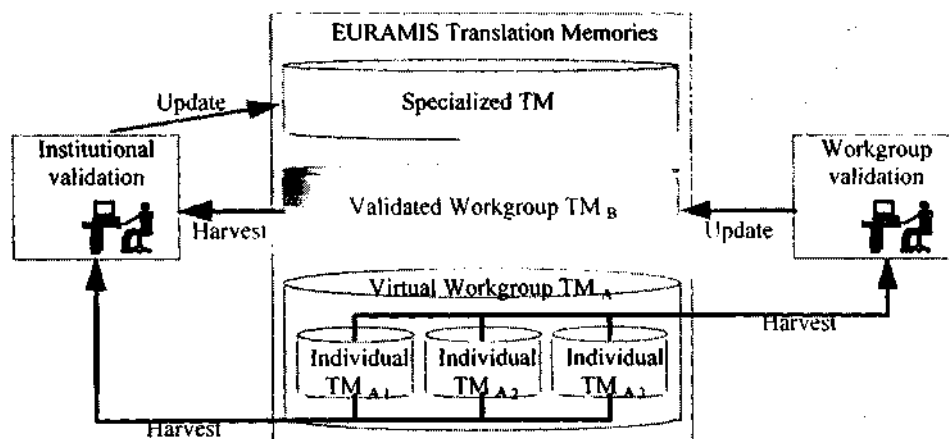 EURAMIS Translation Memories
Update
Specialized TM
Institutional
validation
Workgroup
validation
Validated Workgroup TM B
Harvest
Update
Virtual Workgroup TM A
Harvest
Individual
TM A1
Individual
TM A2
Individual
TM A3
Harvest